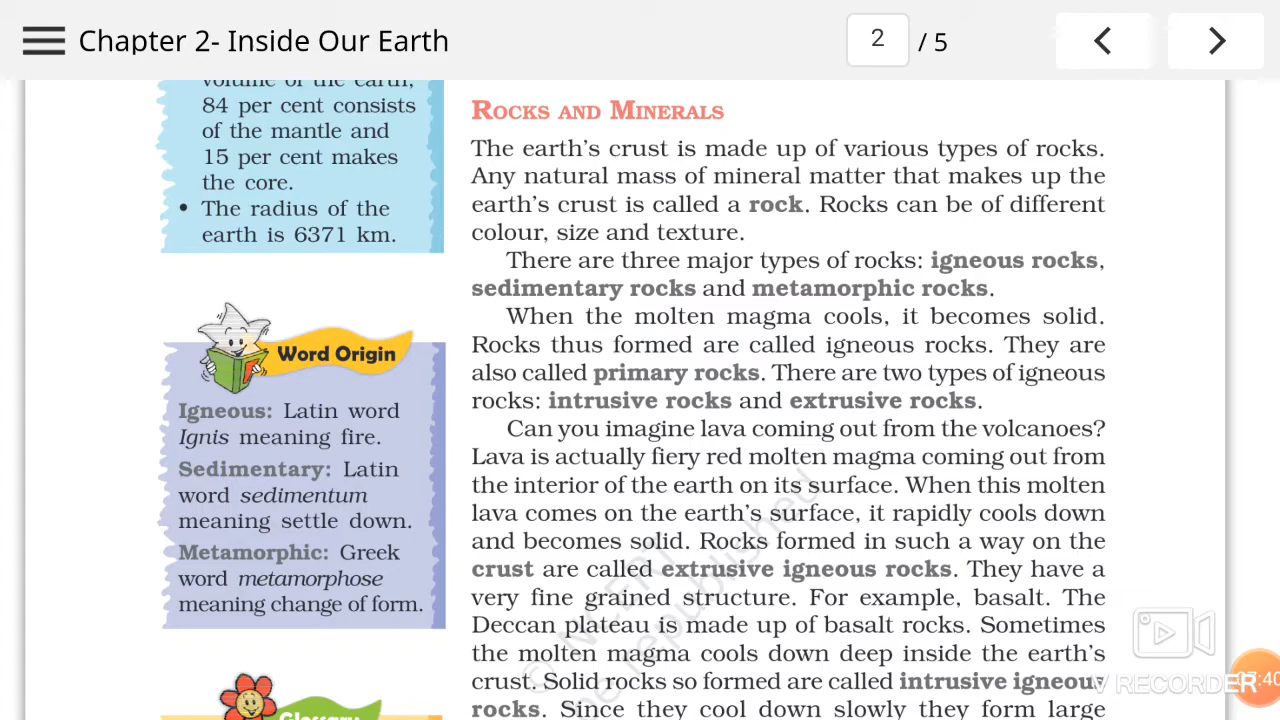 Chapter 2- Inside Our Earth
2 / 5
volume of the earth,
84 per cent consists
of the mantle and
15 per cent makes
the core.
• The radius of the
earth is 6371 km.
Word Origin
Igneous: Latin word
Ignis meaning fire.
Sedimentary: Latin
word sedimentum
meaning settle down.
Metamorphic: Greek
word metamorphose
meaning change of form.
Glossary
ROCKS AND MINERALS
The earth's crust is made up of various types of rocks.
Any natural mass of mineral matter that makes up the
earth's crust is called a rock. Rocks can be of different
colour, size and texture.
There are three major types of rocks: igneous rocks,
sedimentary rocks and metamorphic rocks.
When the molten magma cools, it becomes solid.
Rocks thus formed are called igneous rocks. They are
also called primary rocks. There are two types of igneous
rocks: intrusive rocks and extrusive rocks.
Can you imagine lava coming out from the volcanoes?
Lava is actually fiery red molten magma coming out from
the interior of the earth on its surface. When this molten
lava comes on the earth's surface, it rapidly cools down
and becomes solid. Rocks formed in such a way on the
crust are called extrusive igneous rocks. They have a
very fine grained structure. For example, basalt. The
Deccan plateau is made up of basalt rocks. Sometimes
the molten magma cools down deep inside the earth's
crust. Solid rocks so formed are called intrusive igneous
rocks. Since they cool down slowly they form large
© NCERT
be republished
V RECORDER
07:40